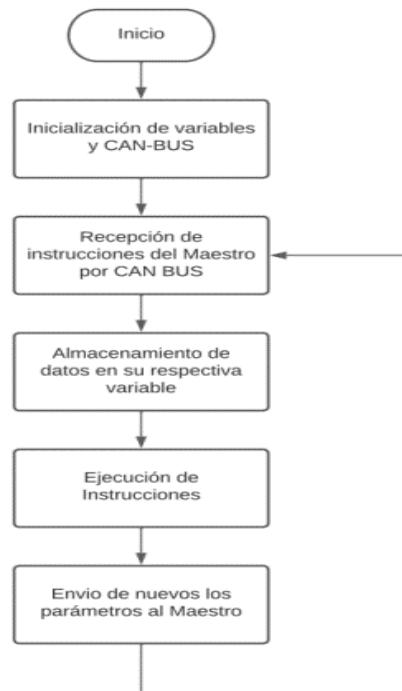 Inicio
Inicialización de variables
y CAN-BUS
Recepción de
instrucciones del Maestro
por CAN BUS
Almacenamiento de
datos en su respectiva
variable
Ejecución de
Instrucciones
Envio de nuevos los
parámetros al Maestro